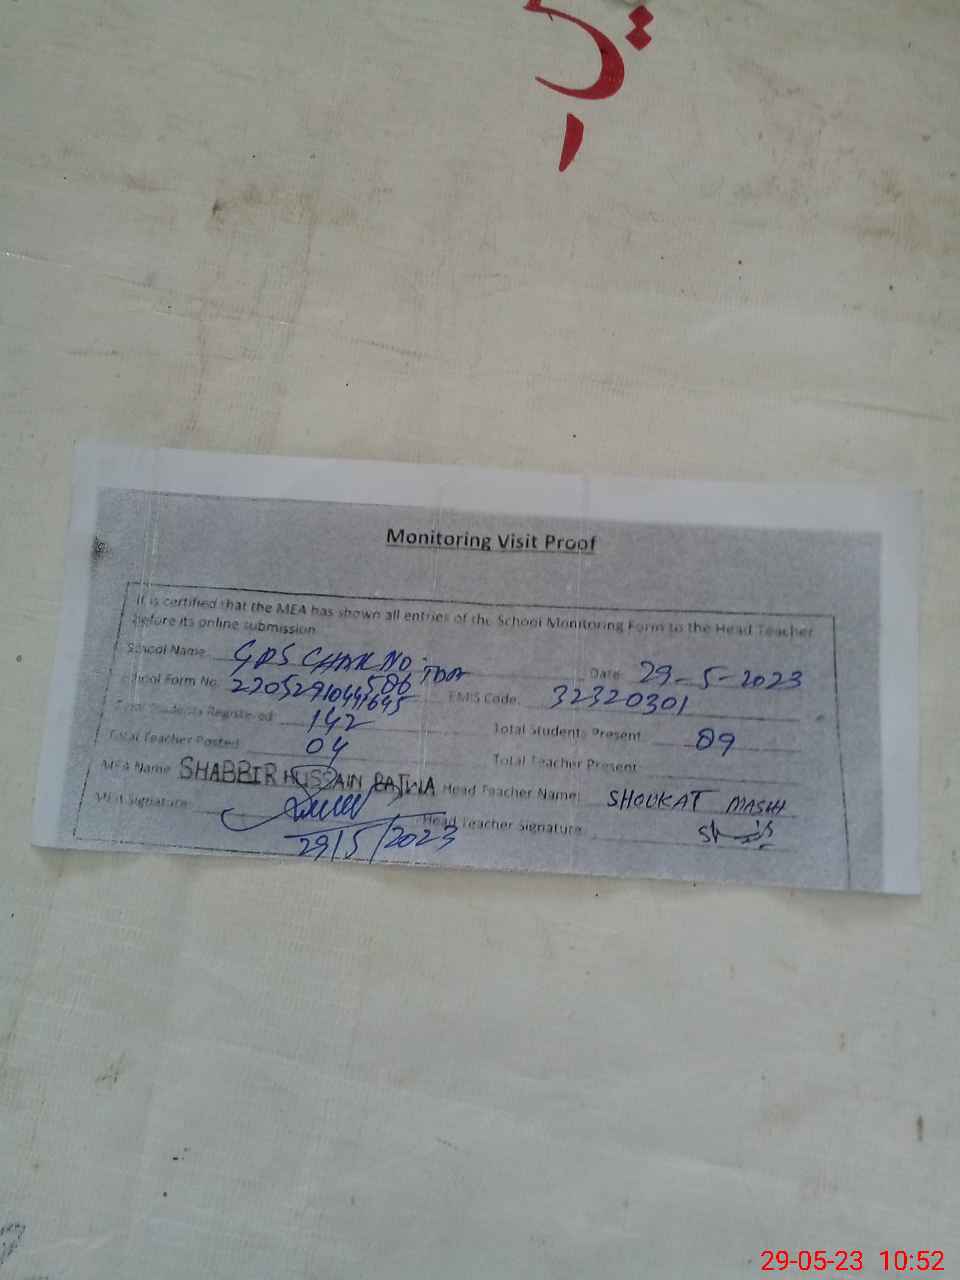 Monitoring Visit Proof
It is certified that the MEA has shown all entries of the School Monitoring Form to the Head Teacher
before its online submission
School Name GPS CHAK NO. 586 TDA Date 29-5-2023
School Form No. EMIS Code. 32320301
Total Students Registered 142 Total Students Present 89
Total Teacher Posted 04 Total Teacher Present
MEA Name SHABBIR HUSSAIN BAJWA Head Teacher Name: SHOUKAT MASIH
MEA Signature Head Teacher Signature
29/5/2023
29-05-23 10:52